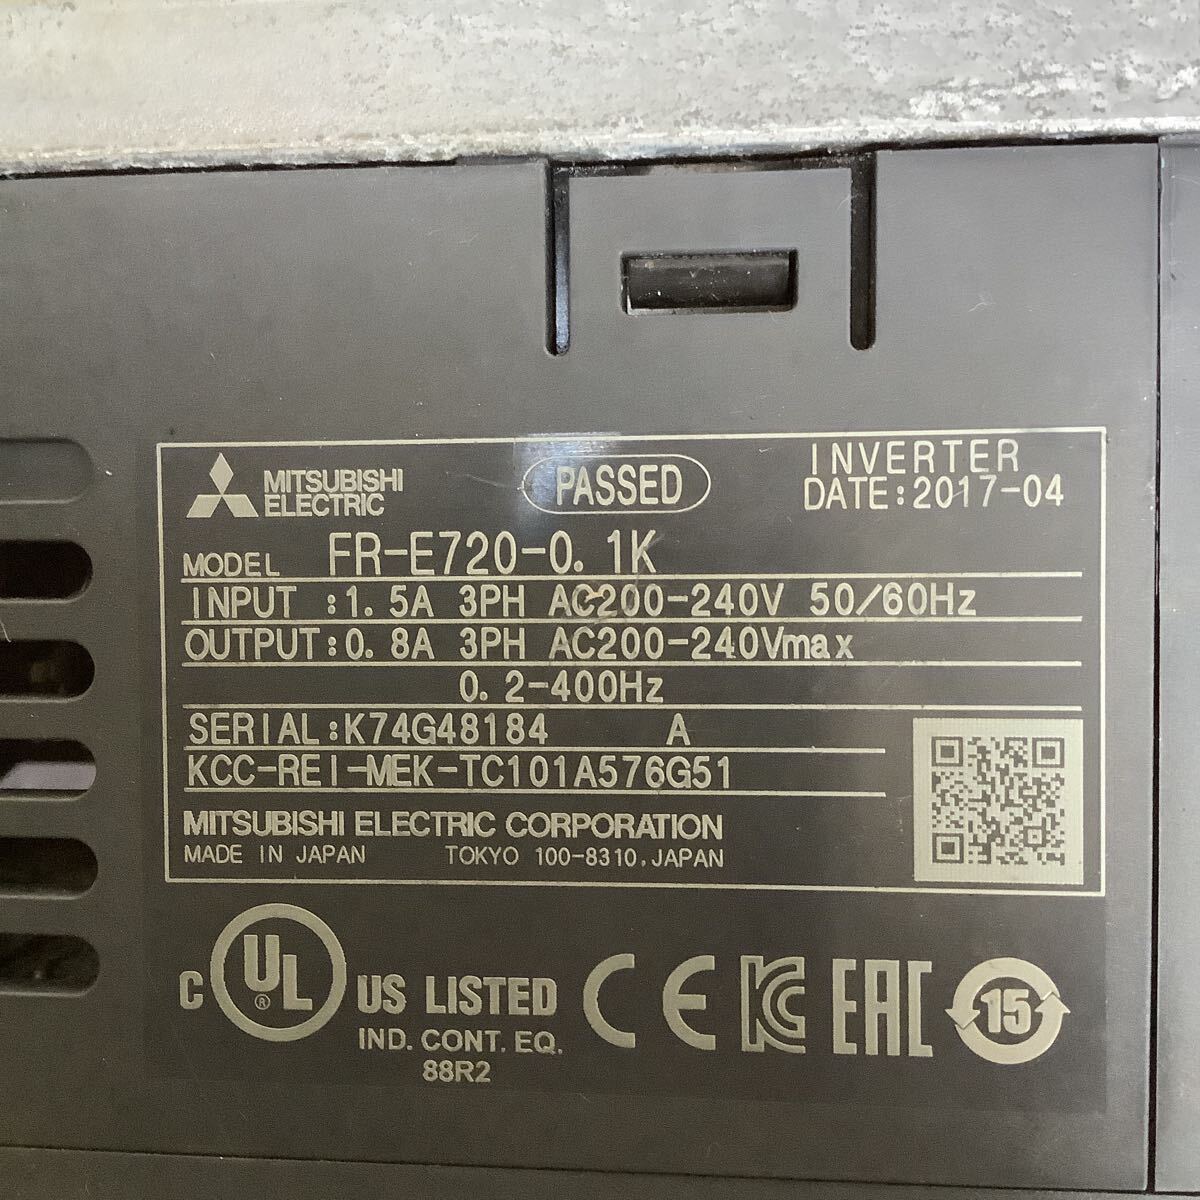 MITSUBISHI
ELECTRIC
PASSED
INVERTER
DATE:2017-04
MODEL FR-E720-0.1K
INPUT :1.5A 3PH AC200-240V 50/60Hz
OUTPUT:0.8A 3PH AC200-240Vmax
0.2-400Hz
SERIAL:K74G48184 A
KCC-REI-MEK-TC101A576G51
MITSUBISHI ELECTRIC CORPORATION
MADE IN JAPAN TOKYO 100-8310,JAPAN
C UL ® US LISTED
IND. CONT. EQ.
88R2
CE
KC
EAC
15